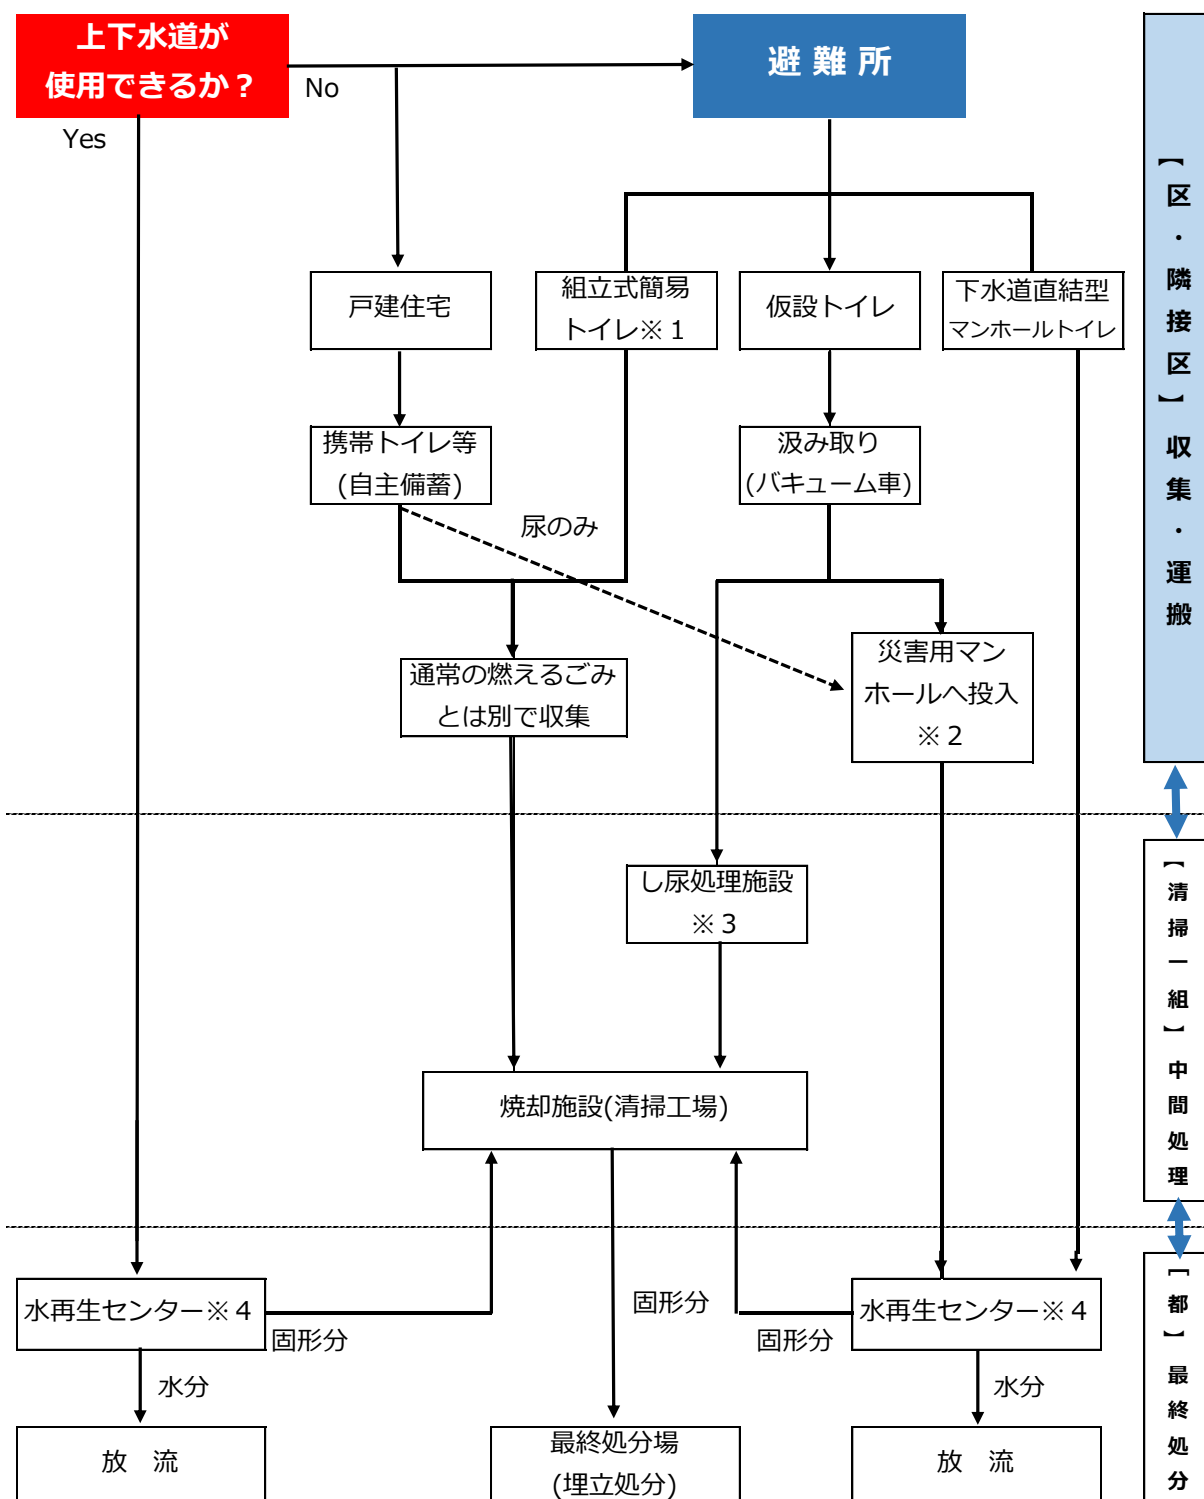 上下水道が
使用できるか？
No
Yes
避 難 所
戸建住宅
組立式簡易
トイレ※１
仮設トイレ
下水道直結型
マンホールトイレ
携帯トイレ等
(自主備蓄)
汲み取り
(バキューム車)
尿のみ
通常の燃えるごみ
とは別で収集
災害用マン
ホールへ投入
※２
し尿処理施設
※３
焼却施設(清掃工場)
水再生センター※４
固形分
固形分
固形分
水再生センター※４
水分
水分
放　流
最終処分場
(埋立処分)
放　流
【区・隣接区】収集・運搬
【清掃一組】中間処理
【都】最終処分